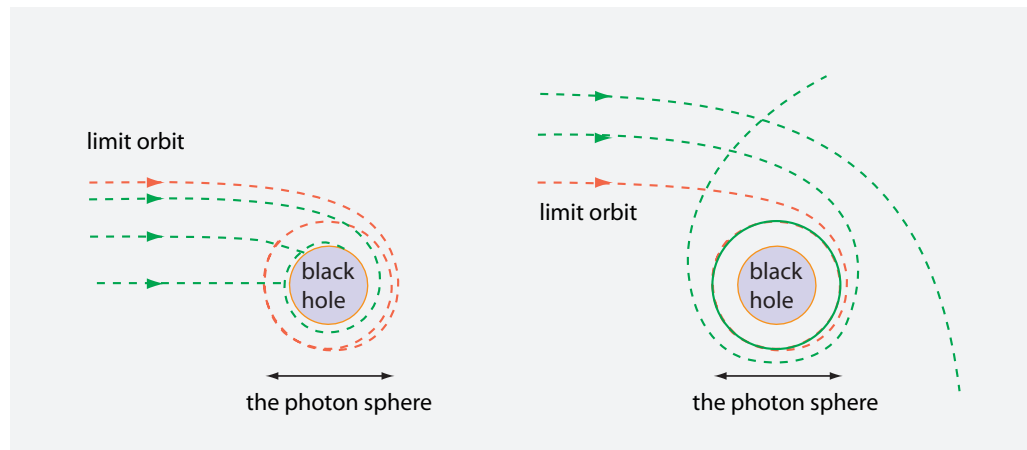 limit orbit
black
hole
the photon sphere
limit orbit
black
hole
the photon sphere